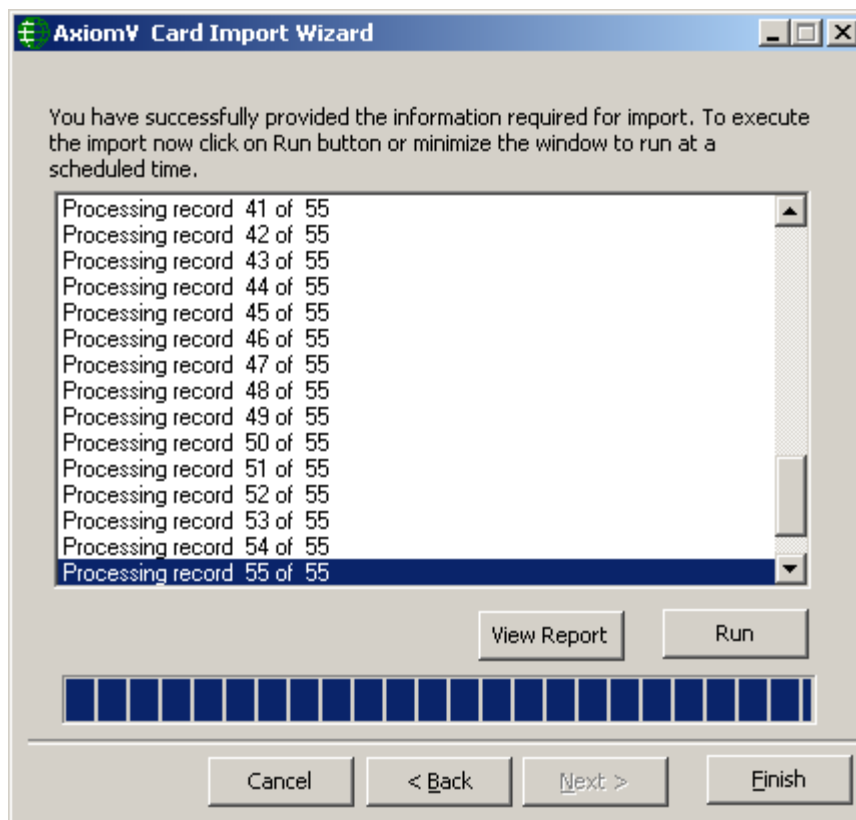 AxiomV Card Import Wizard
You have successfully provided the information required for import. To execute
the import now click on Run button or minimize the window to run at a
scheduled time.
Processing record 41 of 55
Processing record 42 of 55
Processing record 43 of 55
Processing record 44 of 55
Processing record 45 of 55
Processing record 46 of 55
Processing record 47 of 55
Processing record 48 of 55
Processing record 49 of 55
Processing record 50 of 55
Processing record 51 of 55
Processing record 52 of 55
Processing record 53 of 55
Processing record 54 of 55
Processing record 55 of 55
View Report Run
Cancel < Back Next > Finish